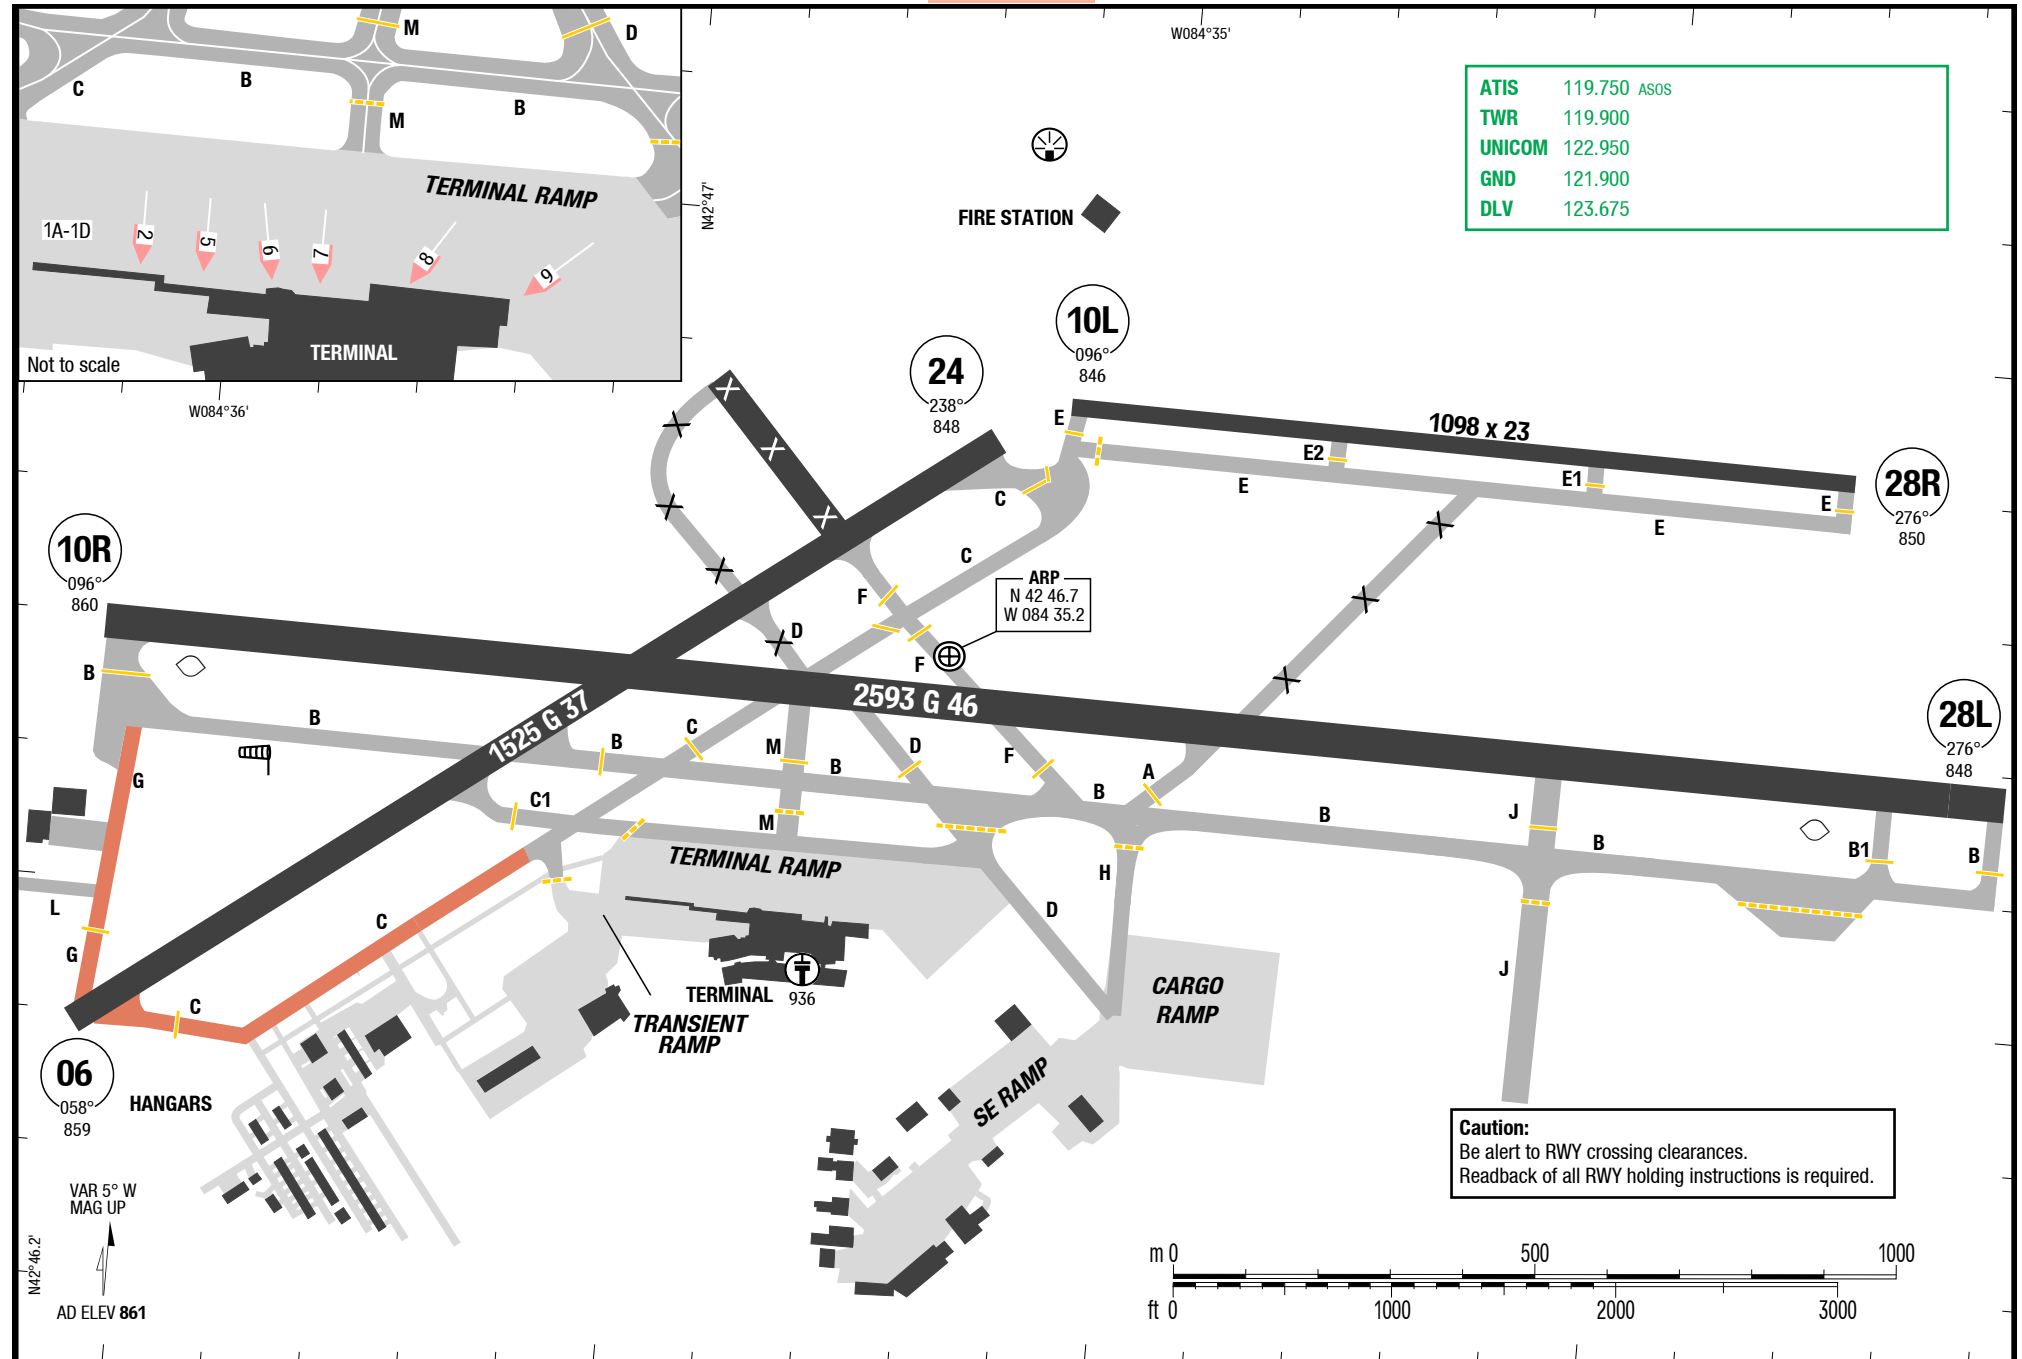 M
D
C
B
B
M
TERMINAL RAMP
1A-1D
2
5
6
7
8
9
TERMINAL
Not to scale
W084°35'
N42°47'
W084°36'
ATIS 119.750 ASOS
TWR 119.900
UNICOM 122.950
GND 121.900
DLV 123.675
FIRE STATION
10L
096°
846
24
238°
848
1098 x 23
E
E2
E1
E
E
E
28R
276°
850
C
C
10R
096°
860
ARP
N 42 46.7
W 084 35.2
F
D
F
B
B
1525 G 37
2593 G 46
28L
276°
848
C
B
M
B
D
F
A
B
B
J
B
B1
B
G
C1
M
TERMINAL RAMP
H
D
L
G
C
C
J
TERMINAL
936
TRANSIENT
RAMP
CARGO
RAMP
SE RAMP
06
058°
859
HANGARS
Caution:
Be alert to RWY crossing clearances.
Readback of all RWY holding instructions is required.
VAR 5° W
MAG UP
N42°46.2'
AD ELEV 861
m 0 500 1000
ft 0 1000 2000 3000